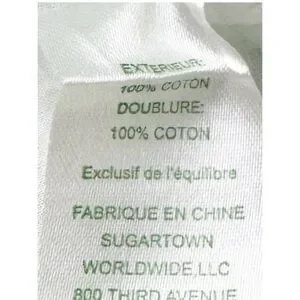 EXTERIEUR:
100% COTON
DOUBLURE:
100% COTON
Exclusif de l'équilibre
FABRIQUE EN CHINE
SUGARTOWN
WORLDWIDE,LLC
800 THIRD AVENUE